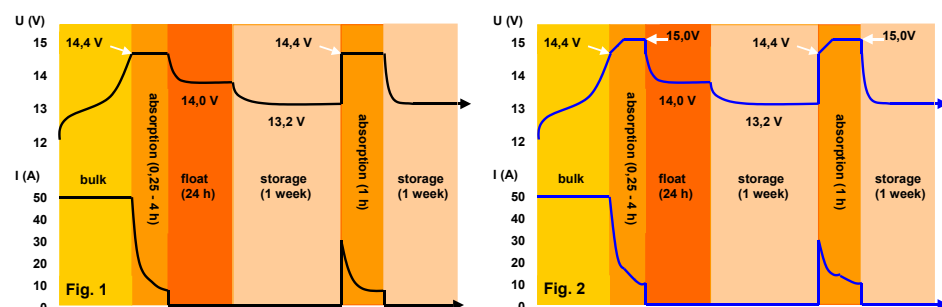 U (V)
15
14
13
12
I (A)
50
40
30
20
10
0
14,4 V
14,0 V
13,2 V
14,4 V
bulk
absorption (0,25 - 4 h)
float
(24 h)
storage
(1 week)
absorption (1 h)
storage
(1 week)
Fig. 1
U (V)
15
14
13
12
I (A)
50
40
30
20
10
0
14,4 V
15,0V
14,0 V
13,2 V
14,4 V
15,0V
bulk
absorption (0,25 - 4 h)
float
(24 h)
storage
(1 week)
absorption (1 h)
storage
(1 week)
Fig. 2